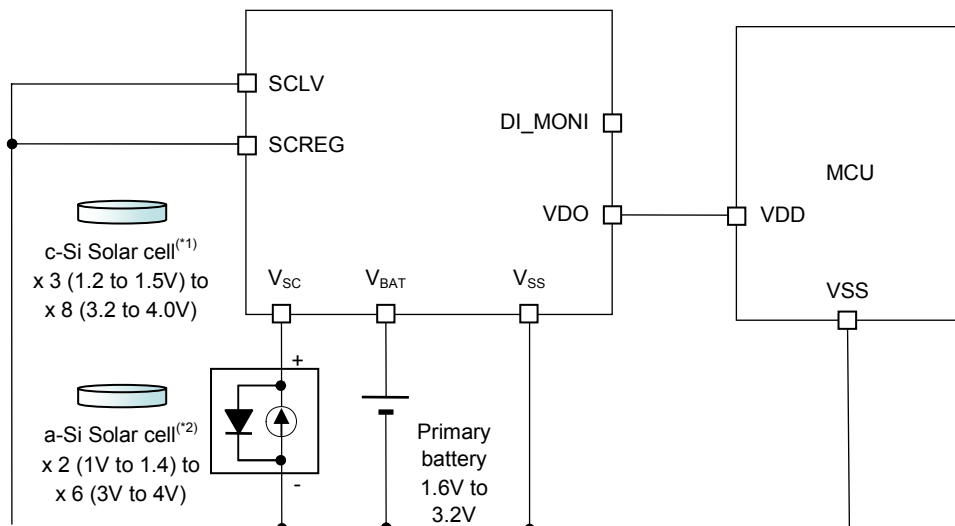 SCLV
SCREG
DI_MONI
VDO
MCU
VDD
VSS
c-Si Solar cell(*1)
x 3 (1.2 to 1.5V) to
x 8 (3.2 to 4.0V)
VSC
VBAT
VSS
+
-
a-Si Solar cell(*2)
x 2 (1V to 1.4) to
x 6 (3V to 4V)
Primary
battery
1.6V to
3.2V